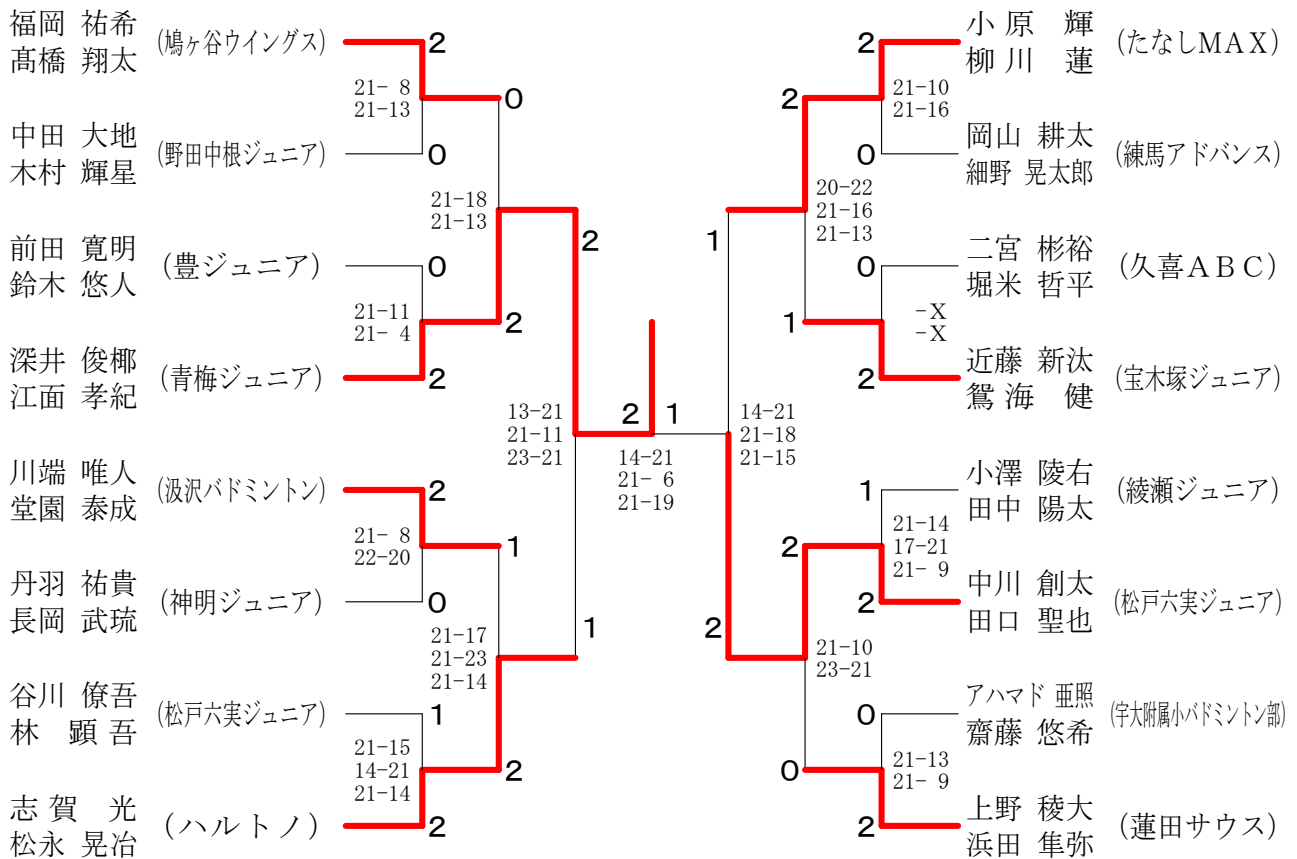 福岡 祐希
髙橋 翔太
(鳩ヶ谷ウイングス)
2
21- 8
21-13
0
中田 大地
木村 輝星
(野田中根ジュニア)
0
21-18
21-13
2
前田 寛明
鈴木 悠人
(豊ジュニア)
0
21-11
21- 4
2
深井 俊椰
江面 孝紀
(青梅ジュニア)
2
13-21
21-11
23-21
2
1
14-21
21- 6
21-19
川端 唯人
堂園 泰成
(汲沢バドミントン)
2
21- 8
22-20
1
丹羽 祐貴
長岡 武琉
(神明ジュニア)
0
21-17
21-23
21-14
1
谷川 僚吾
林 顕吾
(松戸六実ジュニア)
1
21-15
14-21
21-14
2
志賀 光
松永 晃冶
(ハルトノ)
2
小原 輝
柳川 蓮
(たなしMAX)
2
21-10
21-16
2
岡山 耕太
細野 晃太郎
(練馬アドバンス)
0
20-22
21-16
21-13
1
二宮 彬裕
堀米 哲平
(久喜ABC)
0
-X
-X
1
近藤 新汰
鴛海 健
(宝木塚ジュニア)
2
14-21
21-18
21-15
小澤 陵右
田中 陽太
(綾瀬ジュニア)
1
21-14
17-21
21- 9
2
中川 創太
田口 聖也
(松戸六実ジュニア)
2
2
21-10
23-21
アハマド 亜照
齋藤 悠希
(宇大附属小バドミントン部)
0
21-13
21- 9
0
上野 稜大
浜田 隼弥
(蓮田サウス)
2